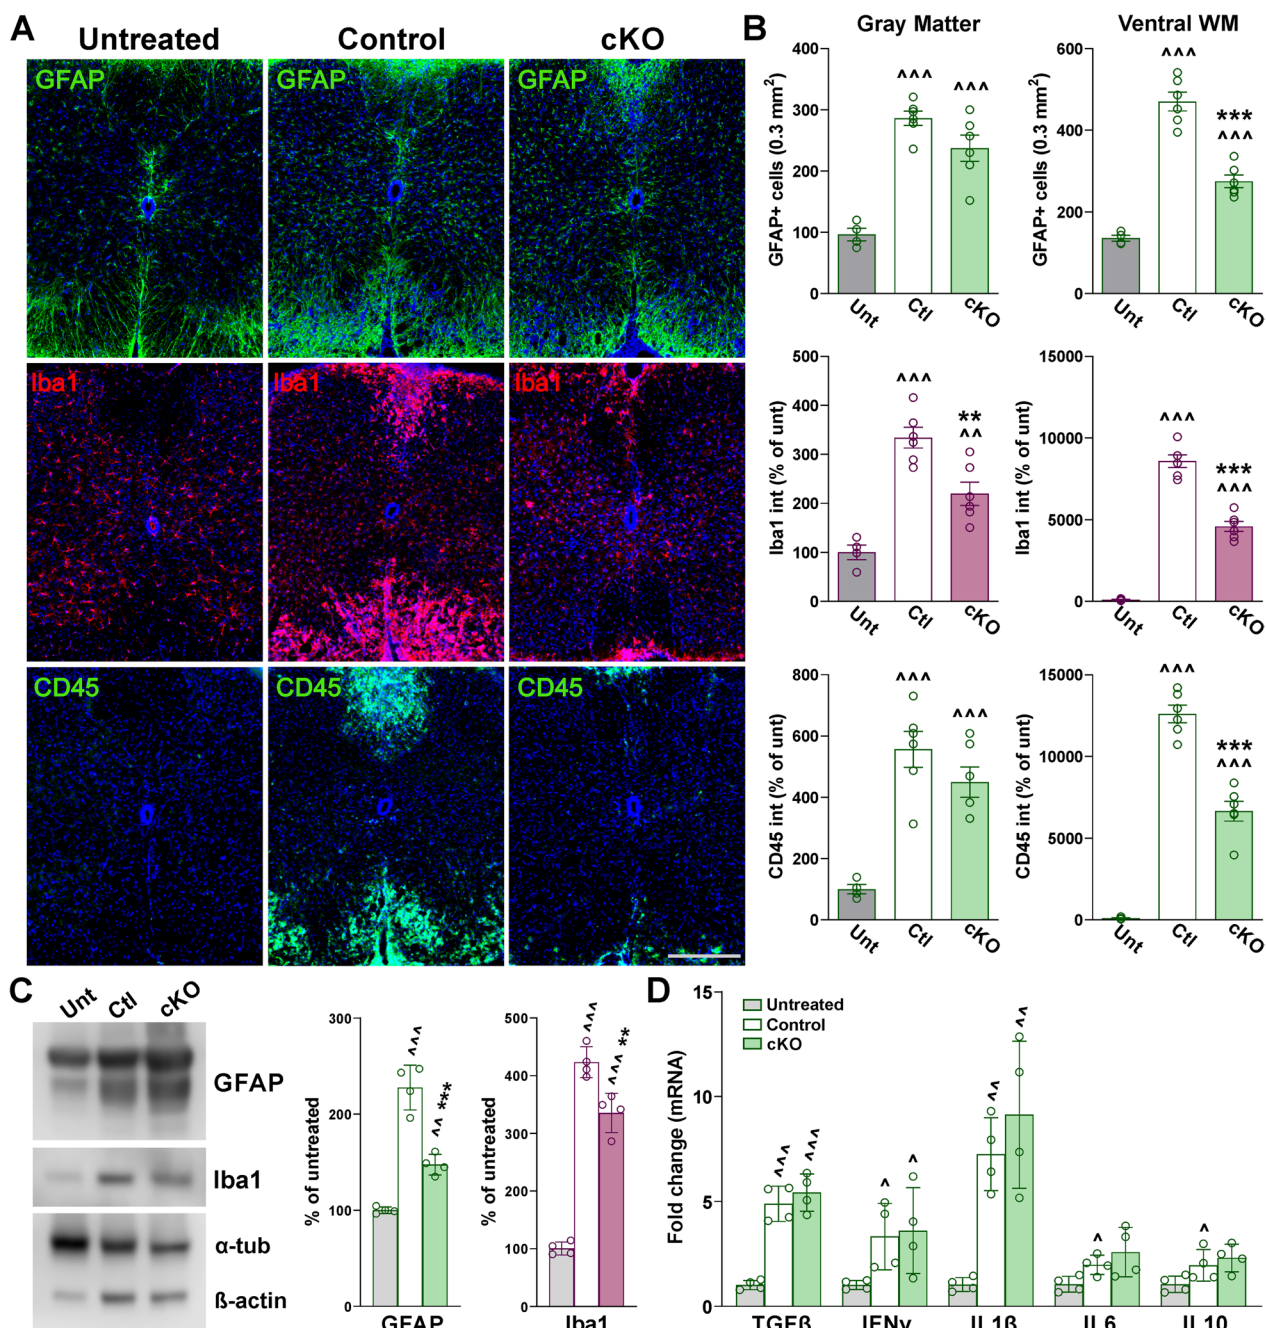 A
Untreated
Control
cKO
GFAP
GFAP
GFAP
Iba1
Iba1
Iba1
CD45
CD45
CD45
B
Gray Matter
Ventral WM
GFAP+ cells (0.3 mm²)
400
300
200
100
0
^^^
^^^
Unt
Ctl
cKO
GFAP+ cells (0.3 mm²)
600
400
200
0
^^^
***
^^^
Unt
Ctl
cKO
Iba1 int (% of unt)
500
400
300
200
100
0
^^^
**
^^
Unt
Ctl
cKO
Iba1 int (% of unt)
15000
10000
5000
0
^^^
***
^^^
Unt
Ctl
cKO
CD45 int (% of unt)
800
600
400
200
0
^^^
^^^
Unt
Ctl
cKO
CD45 int (% of unt)
15000
10000
5000
0
^^^
***
^^^
Unt
Ctl
cKO
C
Unt
Ctl
cKO
GFAP
Iba1
α-tub
ß-actin
% of untreated
300
200
100
0
^^^
^^ ***
GFAP
% of untreated
500
400
300
200
100
0
^^^
^^^ **
Iba1
D
Untreated
Control
cKO
Fold change (mRNA)
15
10
5
0
^^^
^^^
^
^
^^
^^
^
^
TGFβ
IFNγ
IL1β
IL6
IL10